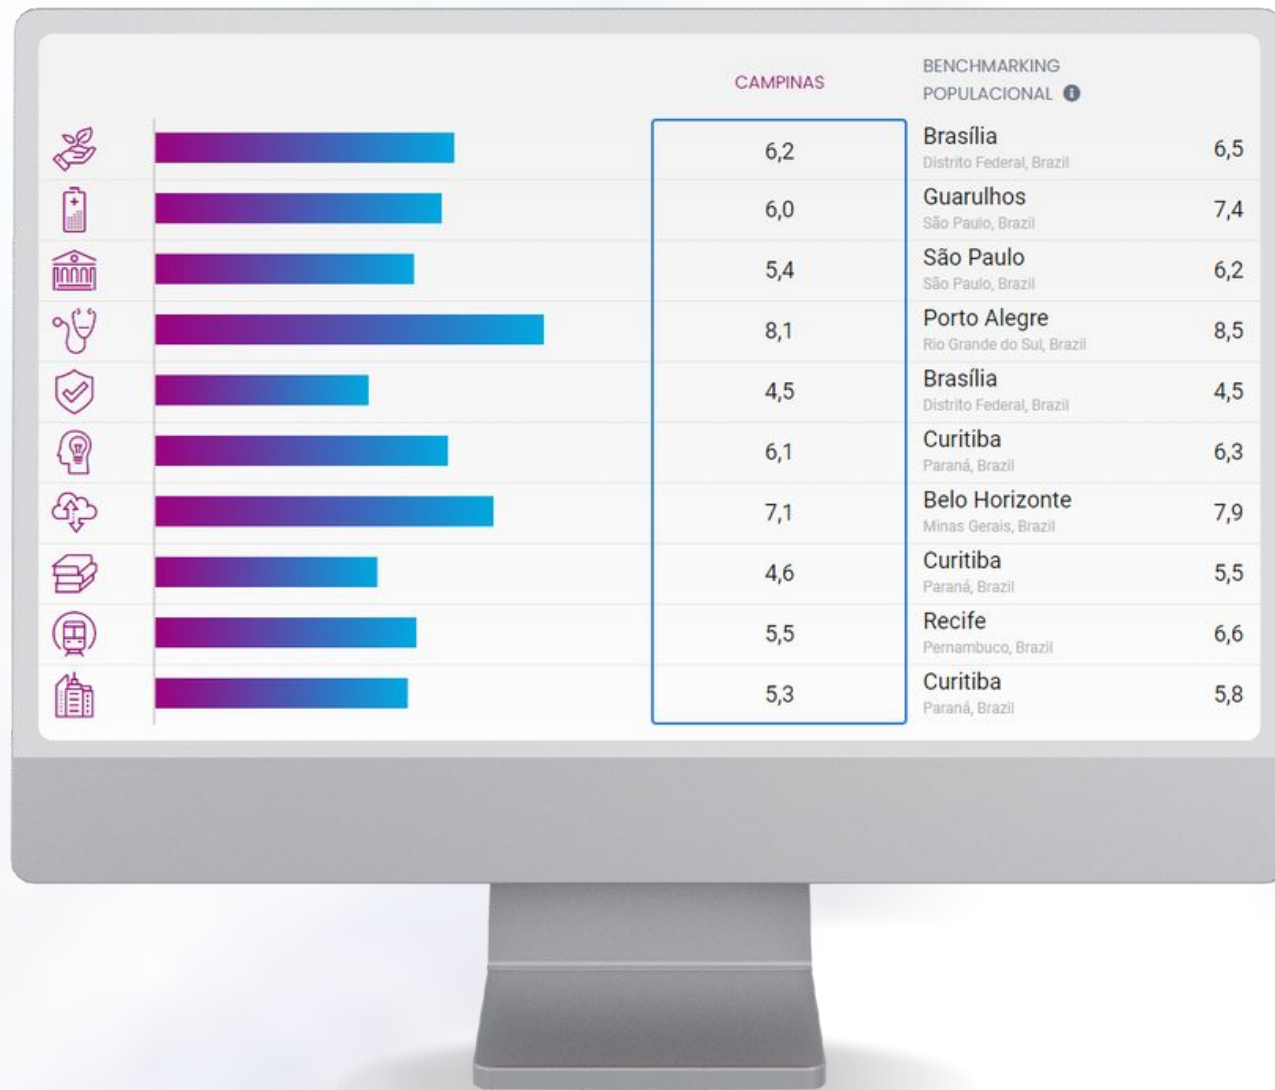 CAMPINAS
BENCHMARKING
POPULACIONAL
6,2
Brasília
Distrito Federal, Brazil
6,5
6,0
Guarulhos
São Paulo, Brazil
7,4
5,4
São Paulo
São Paulo, Brazil
6,2
8,1
Porto Alegre
Rio Grande do Sul, Brazil
8,5
4,5
Brasília
Distrito Federal, Brazil
4,5
6,1
Curitiba
Paraná, Brazil
6,3
7,1
Belo Horizonte
Minas Gerais, Brazil
7,9
4,6
Curitiba
Paraná, Brazil
5,5
5,5
Recife
Pernambuco, Brazil
6,6
5,3
Curitiba
Paraná, Brazil
5,8